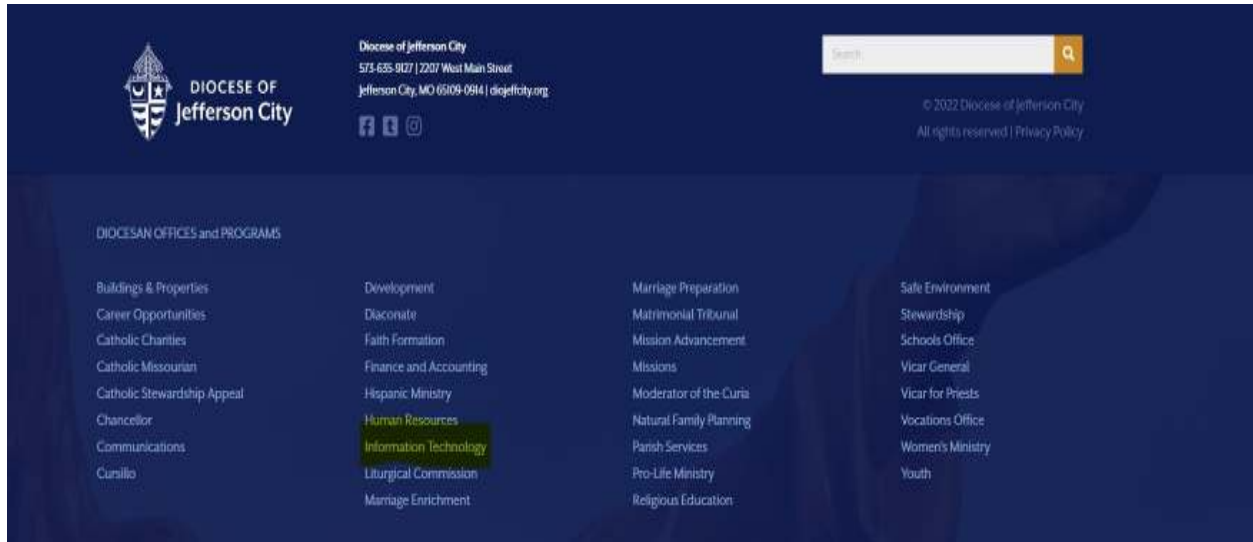 DIOCESE OF
Jefferson City
Diocese of Jefferson City
573-635-9127 | 2207 West Main Street
Jefferson City, MO 65109-0914 | diojeffcity.org
Search
© 2022 Diocese of Jefferson City
All rights reserved | Privacy Policy
DIOCESAN OFFICES and PROGRAMS
Buildings & Properties
Career Opportunities
Catholic Charities
Catholic Missourian
Catholic Stewardship Appeal
Chancellor
Communications
Cursillo
Development
Diaconate
Faith Formation
Finance and Accounting
Hispanic Ministry
Human Resources
Information Technology
Liturgical Commission
Marriage Enrichment
Marriage Preparation
Matrimonial Tribunal
Mission Advancement
Missions
Moderator of the Curia
Natural Family Planning
Parish Services
Pro-Life Ministry
Religious Education
Safe Environment
Stewardship
Schools Office
Vicar General
Vicar for Priests
Vocations Office
Women's Ministry
Youth